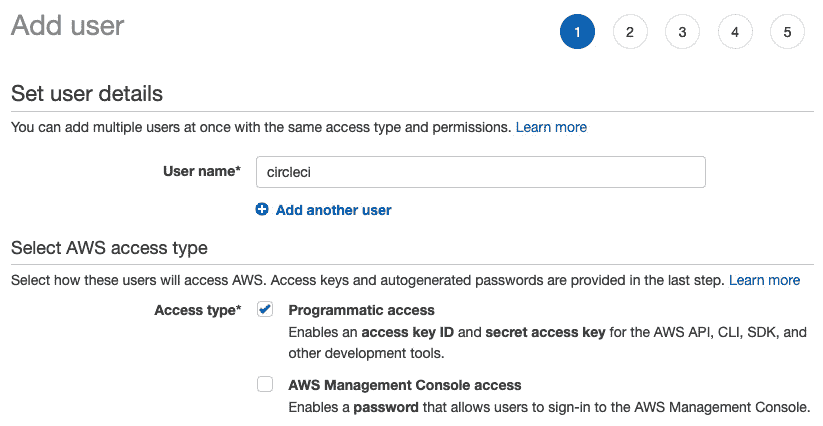 Add user
1 2 3 4 5
Set user details
You can add multiple users at once with the same access type and permissions. Learn more
User name* circleci
Add another user
Select AWS access type
Select how these users will access AWS. Access keys and autogenerated passwords are provided in the last step. Learn more
Access type* Programmatic access
Enables an access key ID and secret access key for the AWS API, CLI, SDK, and
other development tools.
AWS Management Console access
Enables a password that allows users to sign-in to the AWS Management Console.